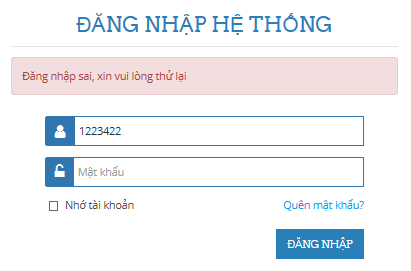 ĐĂNG NHẬP HỆ THỐNG
Đăng nhập sai, xin vui lòng thử lại
1223422
Mật khẩu
Nhớ tài khoản
Quên mật khẩu?
ĐĂNG NHẬP